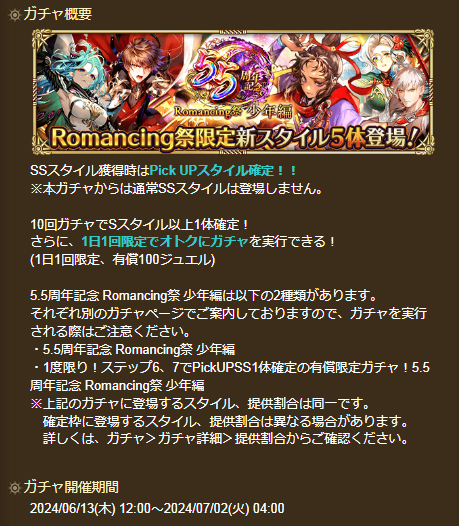 ガチャ概要
5.5
周年
記念
Romancing祭 少年編
Romancing祭限定新スタイル5体登場!
SSスタイル獲得時はPick UPスタイル確定!!
※本ガチャからは通常SSスタイルは登場しません。
10回ガチャでSスタイル以上1体確定!
さらに、1日1回限定でオトクにガチャを実行できる!
(1日1回限定、有償100ジュエル)
5.5周年記念 Romancing祭 少年編は以下の2種類があります。
それぞれ別のガチャページでご案内しておりますので、ガチャを実行
される際はご注意ください。
・5.5周年記念 Romancing祭 少年編
・1度限り!ステップ6、7でPickUPSS1体確定の有償限定ガチャ!5.5
周年記念 Romancing祭 少年編
※上記のガチャに登場するスタイル、提供割合は同一です。
確定枠に登場するスタイル、提供割合は異なる場合があります。
詳しくは、ガチャ>ガチャ詳細>提供割合からご確認ください。
ガチャ開催期間
2024/06/13(木) 12:00～2024/07/02(火) 04:00